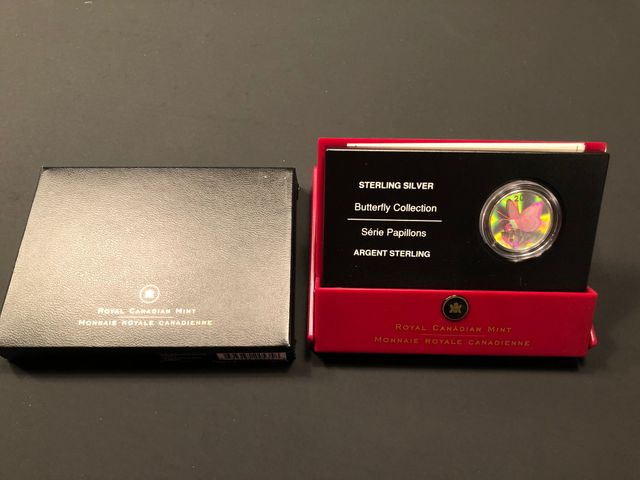 ROYAL CANADIAN MINT
MONNAIE ROYALE CANADIENNE
STERLING SILVER
Butterfly Collection
Série Papillons
ARGENT STERLING
20
ROYAL CANADIAN MINT
MONNAIE ROYALE CANADIENNE